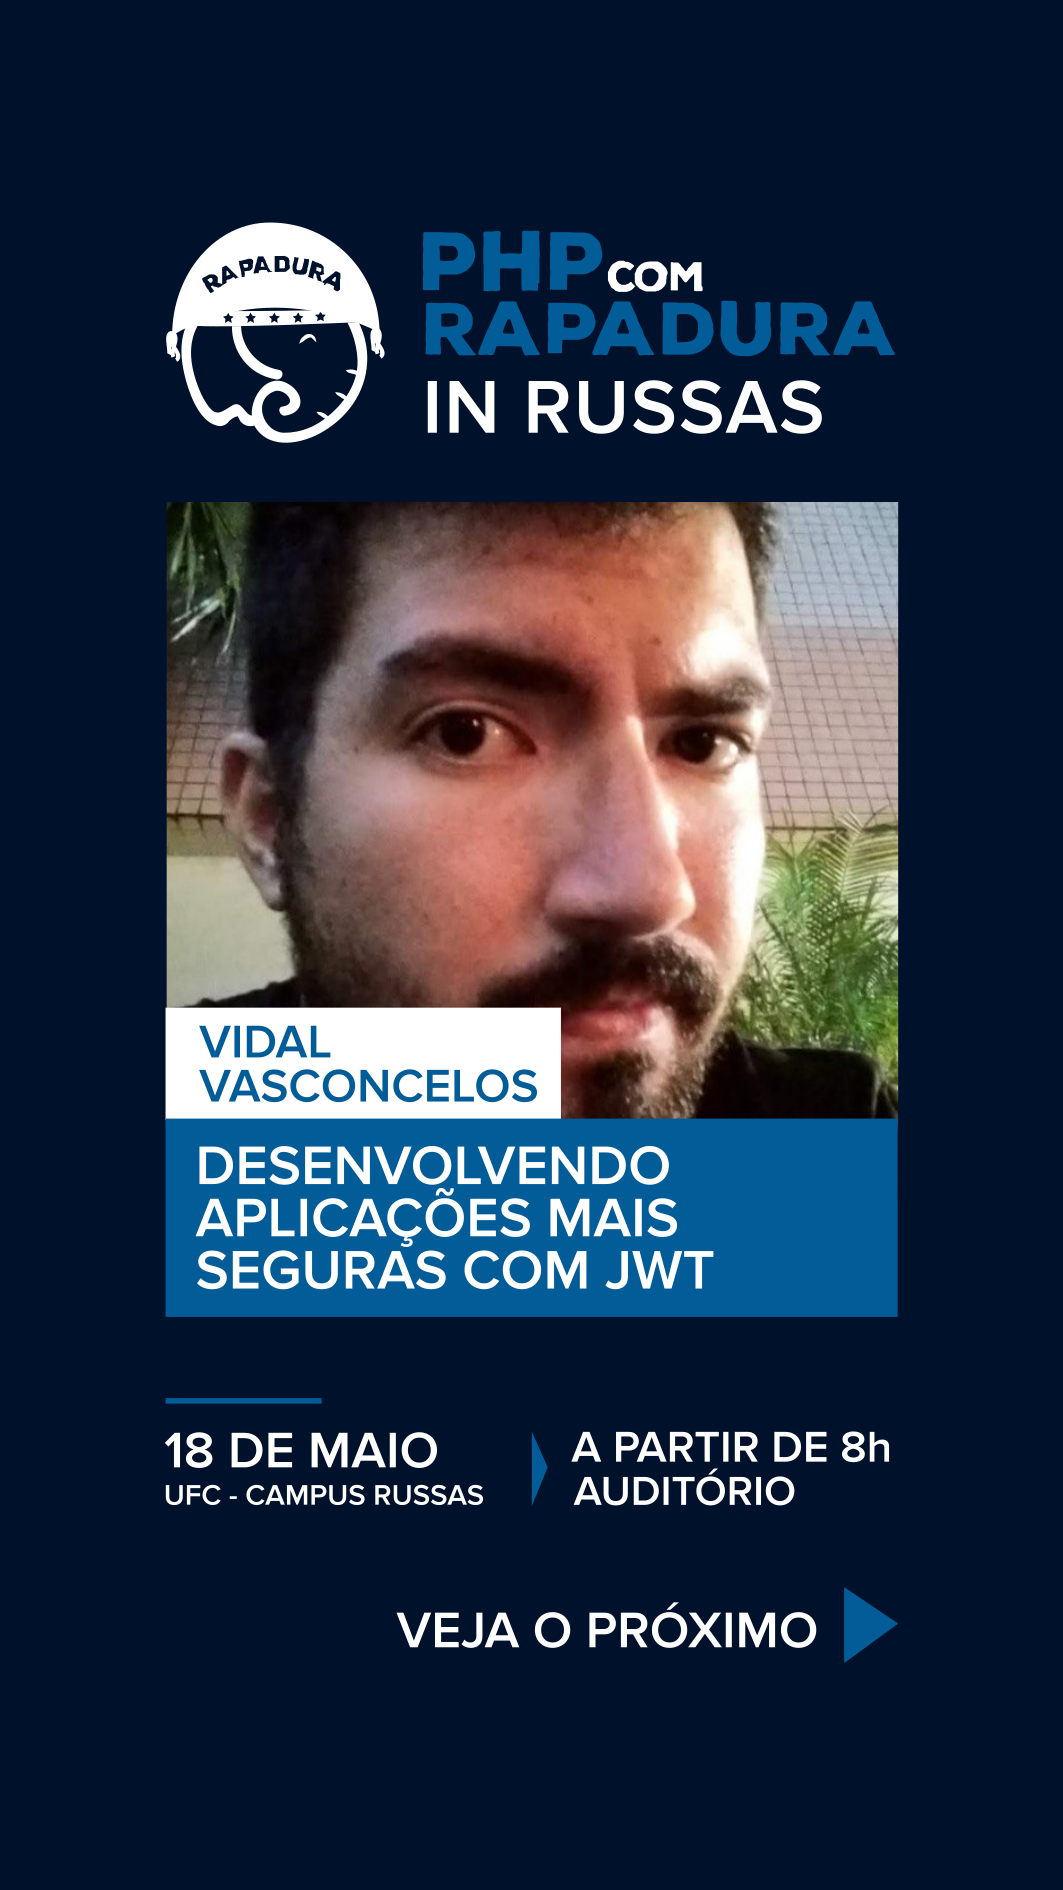 RAPADURA
PHP COM
RAPADURA
IN RUSSAS
VIDAL
VASCONCELOS
DESENVOLVENDO
APLICAÇÕES MAIS
SEGURAS COM JWT
18 DE MAIO
UFC - CAMPUS RUSSAS
A PARTIR DE 8h
AUDITÓRIO
VEJA O PRÓXIMO